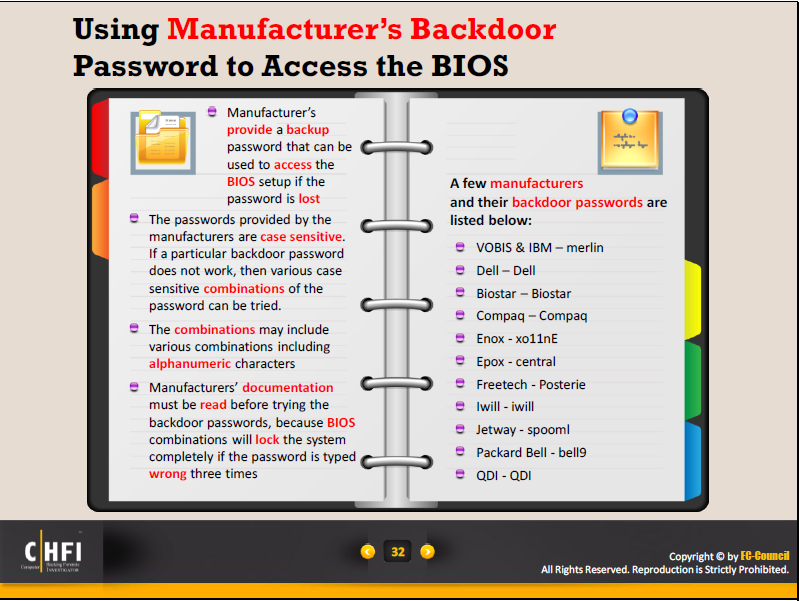 Using Manufacturer's Backdoor
Password to Access the BIOS
Manufacturer's
provide a backup
password that can be
used to access the
BIOS setup if the
password is lost
The passwords provided by the
manufacturers are case sensitive.
If a particular backdoor password
does not work, then various case
sensitive combinations of the
password can be tried.
The combinations may include
various combinations including
alphanumeric characters
Manufacturers' documentation
must be read before trying the
backdoor passwords, because BIOS
combinations will lock the system
completely if the password is typed
wrong three times
A few manufacturers
and their backdoor passwords are
listed below:
VOBIS & IBM – merlin
Dell – Dell
Biostar – Biostar
Compaq – Compaq
Enox - xo11nE
Epox - central
Freetech - Posterie
Iwill - iwill
Jetway - spooml
Packard Bell - bell9
QDI - QDI
CHFI
Computer Hacking Forensic
INVESTIGATOR
32
Copyright © by EC-Council
All Rights Reserved. Reproduction is Strictly Prohibited.